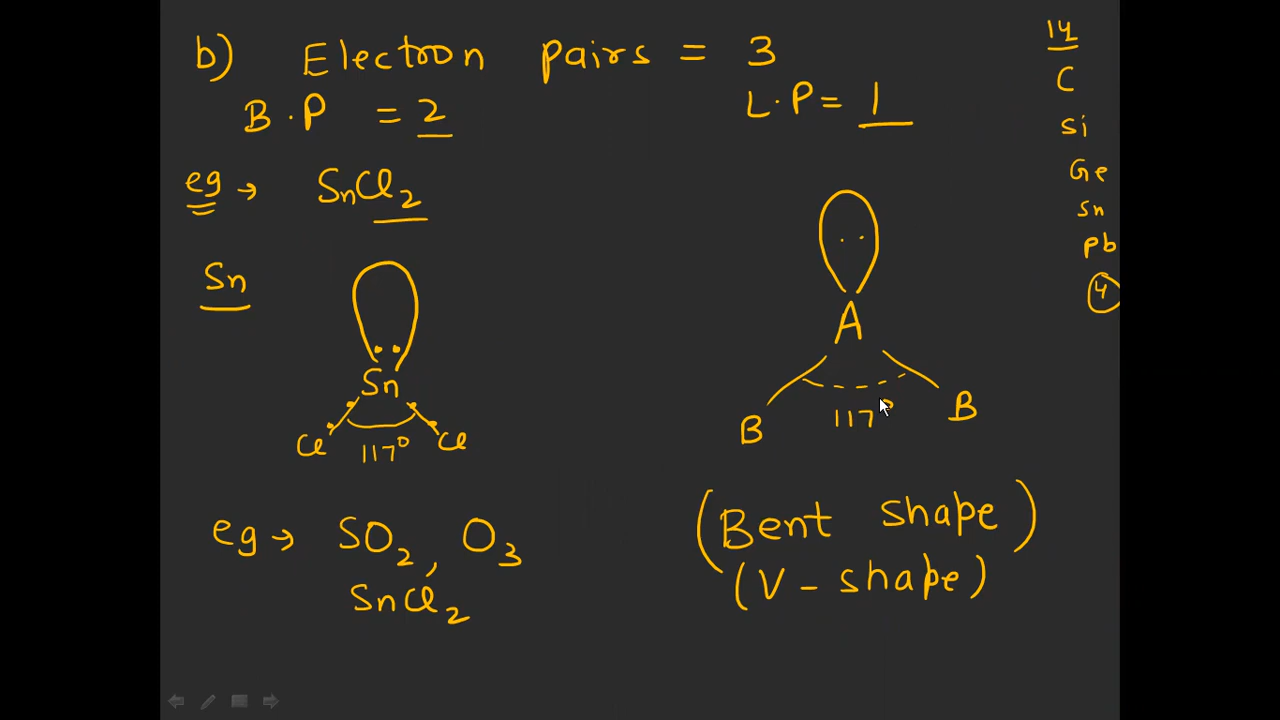 b) Electron pairs = 3
B.P = 2
L.P = 1
eg → SnCl2
Sn
Sn
Cl Cl
117°
eg → SO2, O3
SnCl2
A
B B
117°
(Bent shape)
(V - shape)
14
C
Si
Ge
Sn
Pb
4